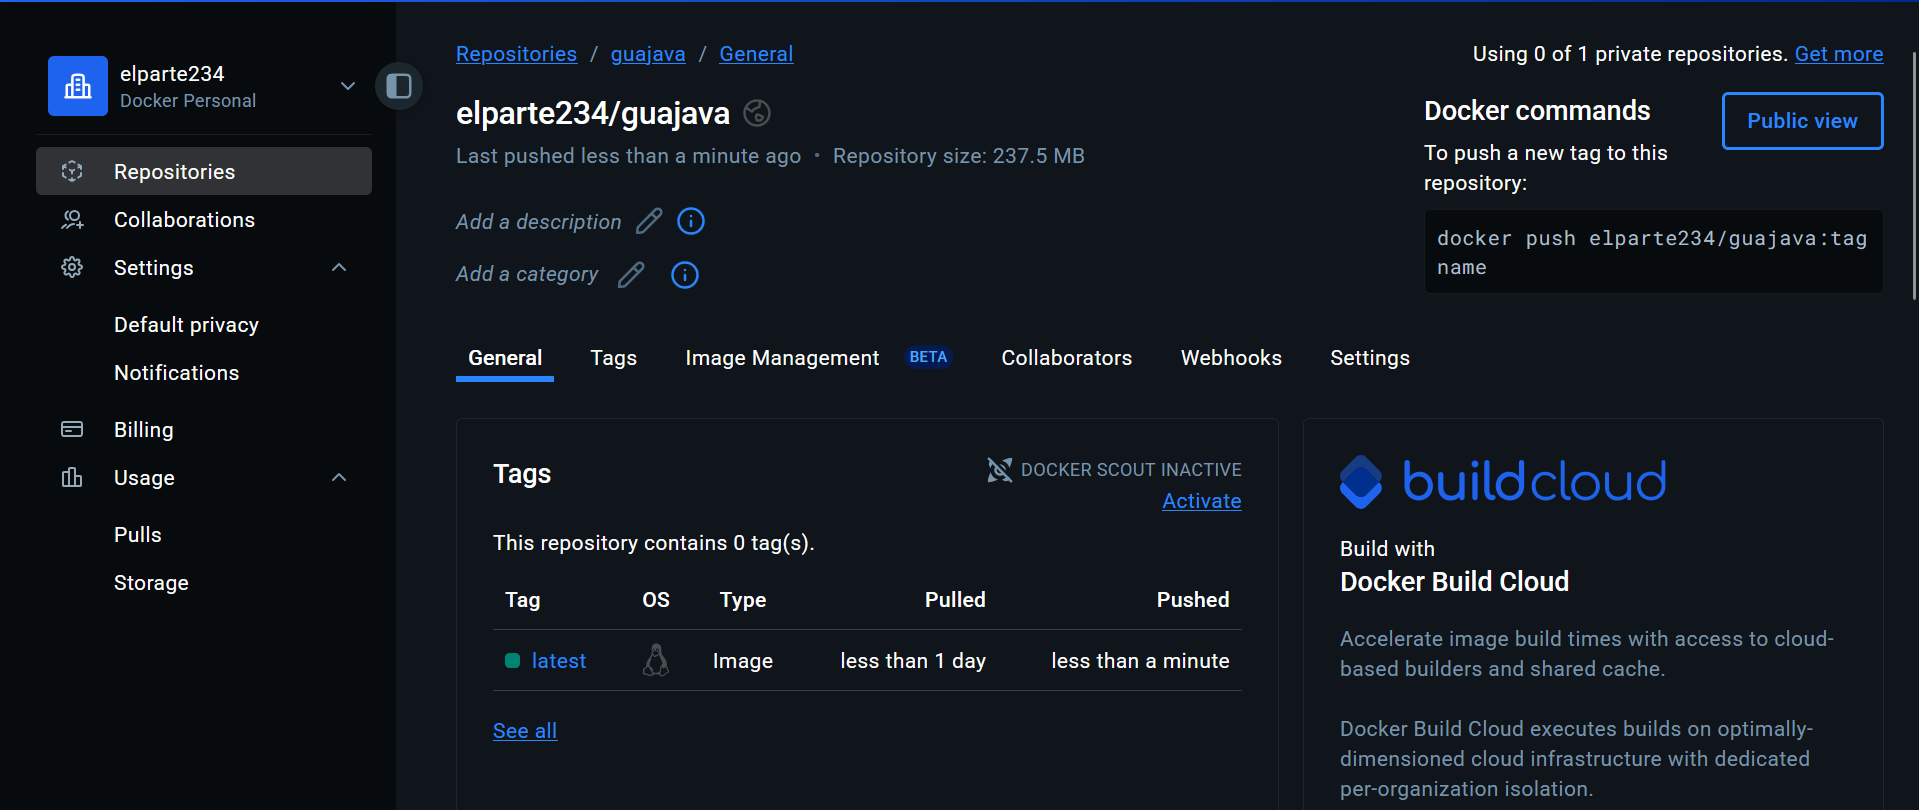 elparte234
Docker Personal
Repositories
Collaborations
Settings
Default privacy
Notifications
Billing
Usage
Pulls
Storage
Repositories / guajava / General
Using 0 of 1 private repositories. Get more
elparte234/guajava
Last pushed less than a minute ago • Repository size: 237.5 MB
Add a description
Add a category
Docker commands
Public view
To push a new tag to this
repository:
docker push elparte234/guajava:tag
name
General Tags Image Management BETA Collaborators Webhooks Settings
Tags
DOCKER SCOUT INACTIVE
Activate
This repository contains 0 tag(s).
Tag OS Type Pulled Pushed
latest Image less than 1 day less than a minute
See all
buildcloud
Build with
Docker Build Cloud
Accelerate image build times with access to cloud-
based builders and shared cache.
Docker Build Cloud executes builds on optimally-
dimensioned cloud infrastructure with dedicated
per-organization isolation.